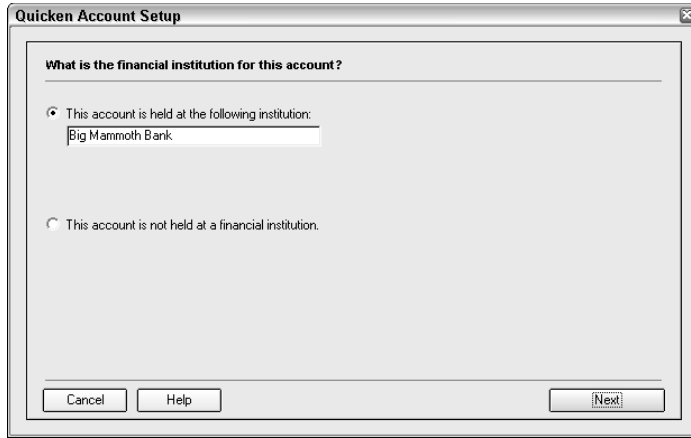 Quicken Account Setup
What is the financial institution for this account?
This account is held at the following institution:
Big Mammoth Bank
This account is not held at a financial institution.
Cancel Help Next